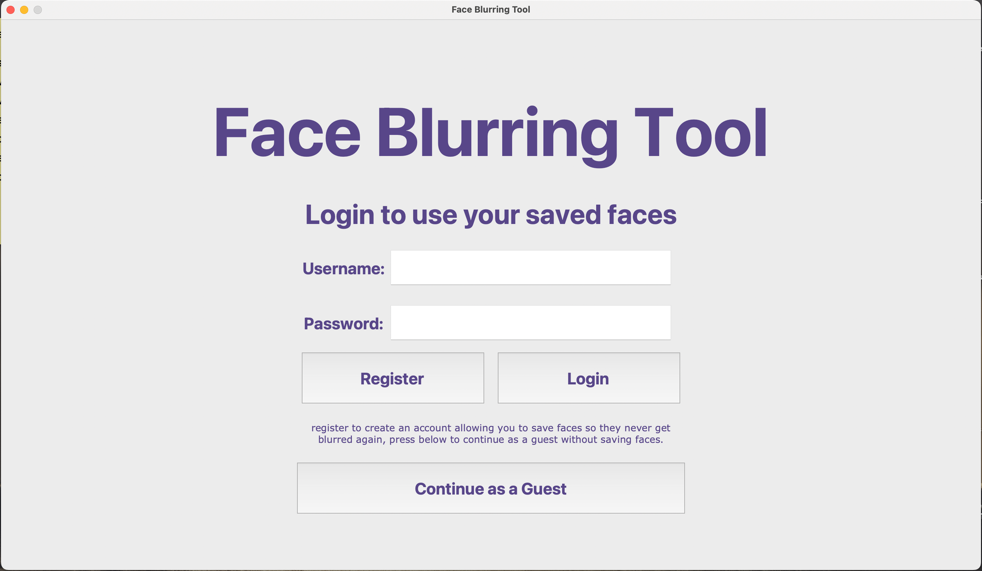 Face Blurring Tool
Face Blurring Tool
Login to use your saved faces
Username:
Password:
Register Login
register to create an account allowing you to save faces so they never get
blurred again, press below to continue as a guest without saving faces.
Continue as a Guest